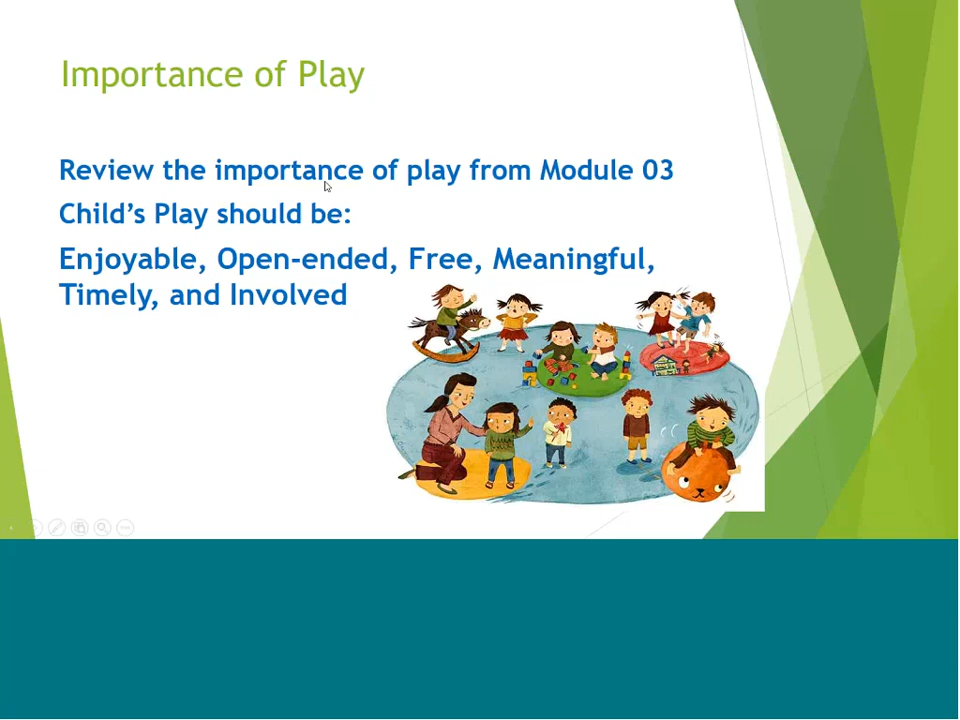 Importance of Play
Review the importance of play from Module 03
Child’s Play should be:
Enjoyable, Open-ended, Free, Meaningful,
Timely, and Involved